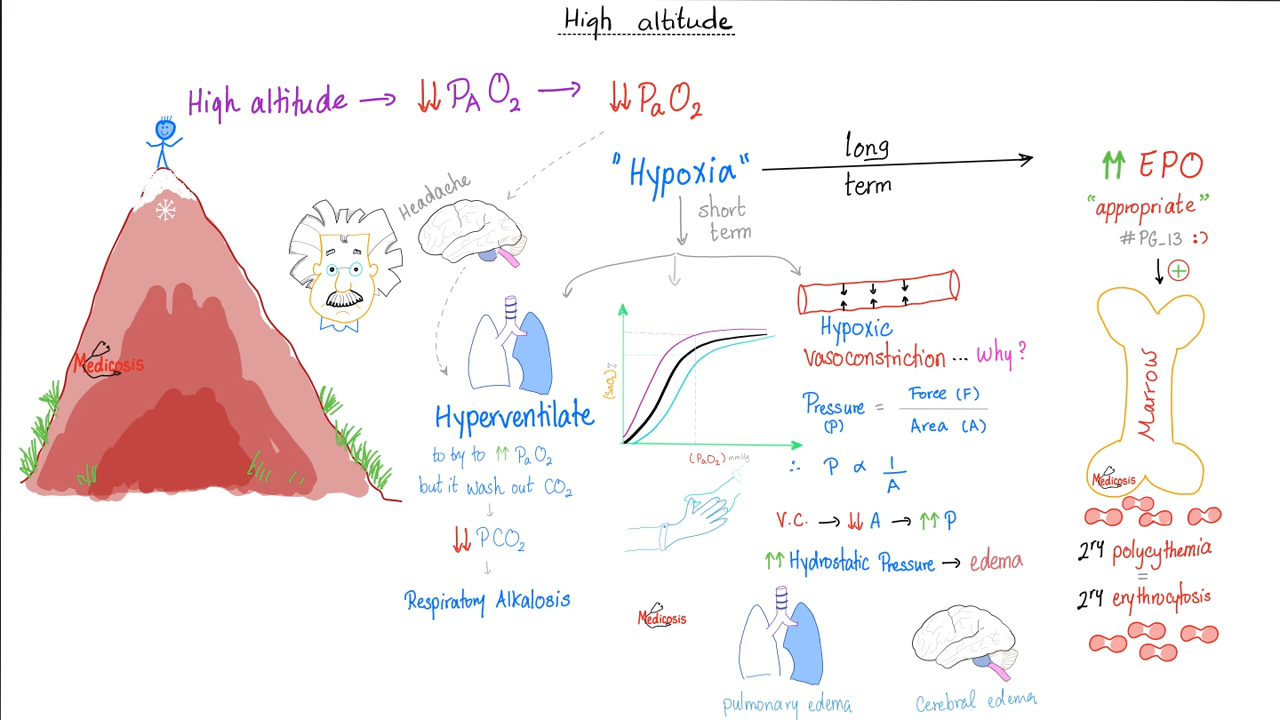 High altitude
High altitude → ↓↓ PAO2 → ↓↓ PaO2
"Hypoxia"
long
term
short
term
Headache
Medicosis
Hyperventilate
to try to ↑↑ PaO2
but it wash out CO2
↓↓ PCO2
Respiratory Alkalosis
(SaO2)%
(PaO2) mmHg
Hypoxic
vasoconstriction ... Why?
Pressure = Force (F)
(P) Area (A)
∴ P ∝ 1
A
V.C. → ↓↓ A → ↑↑ P
↑↑ Hydrostatic Pressure → edema
Medicosis
pulmonary edema
Cerebral edema
↑↑ EPO
"appropriate"
#PG_13 :)
+
Marrow
Medicosis
2ry polycythemia
=
2ry erythrocytosis